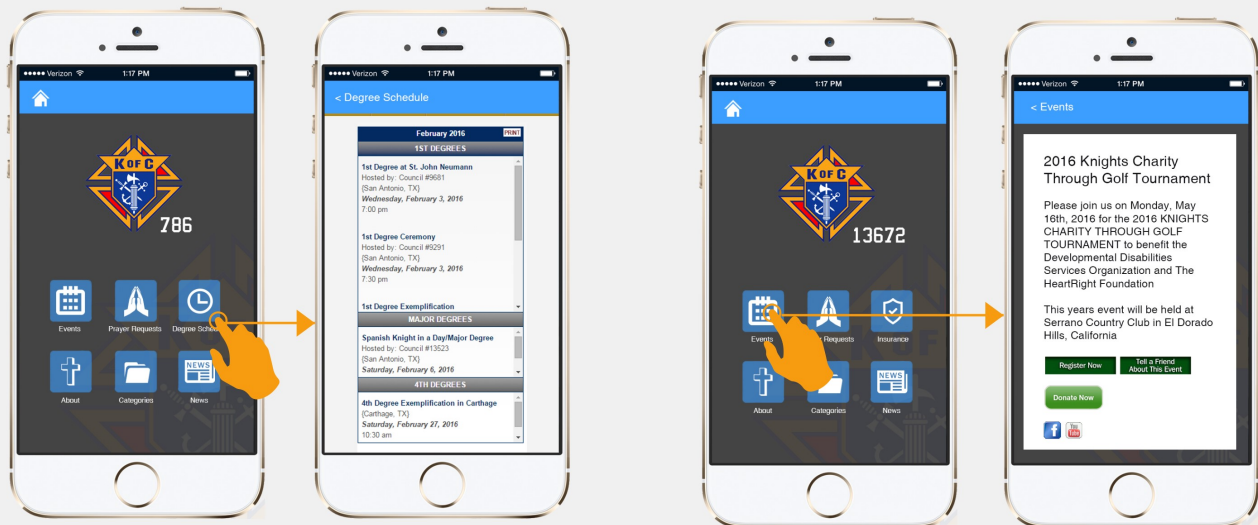 ●●●●● Verizon 1:17 PM
K OF C
786
Events Prayer Requests Degree Sche
About Categories News
NEWS
●●●●● Verizon 1:17 PM
< Degree Schedule
February 2016 PRINT
1ST DEGREES
1st Degree at St. John Neumann
Hosted by: Council #9681
{San Antonio, TX}
Wednesday, February 3, 2016
7:00 pm
1st Degree Ceremony
Hosted by: Council #9291
{San Antonio, TX}
Wednesday, February 3, 2016
7:30 pm
1st Degree Exemplification
MAJOR DEGREES
Spanish Knight in a Day/Major Degree
Hosted by: Council #13523
{San Antonio, TX}
Saturday, February 6, 2016
4TH DEGREES
4th Degree Exemplification in Carthage
{Carthage, TX}
Saturday, February 27, 2016
10:30 am
●●●●● Verizon 1:17 PM
K OF C
13672
Events Requests Insurance
NEWS
About Categories News
K OF
●●●●● Verizon 1:17 PM
< Events
2016 Knights Charity
Through Golf Tournament
Please join us on Monday, May
16th, 2016 for the 2016 KNIGHTS
CHARITY THROUGH GOLF
TOURNAMENT to benefit the
Developmental Disabilities
Services Organization and The
HeartRight Foundation
This years event will be held at
Serrano Country Club in El Dorado
Hills, California
Register Now
Tell a Friend
About This Event
Donate Now
f
You
Tube